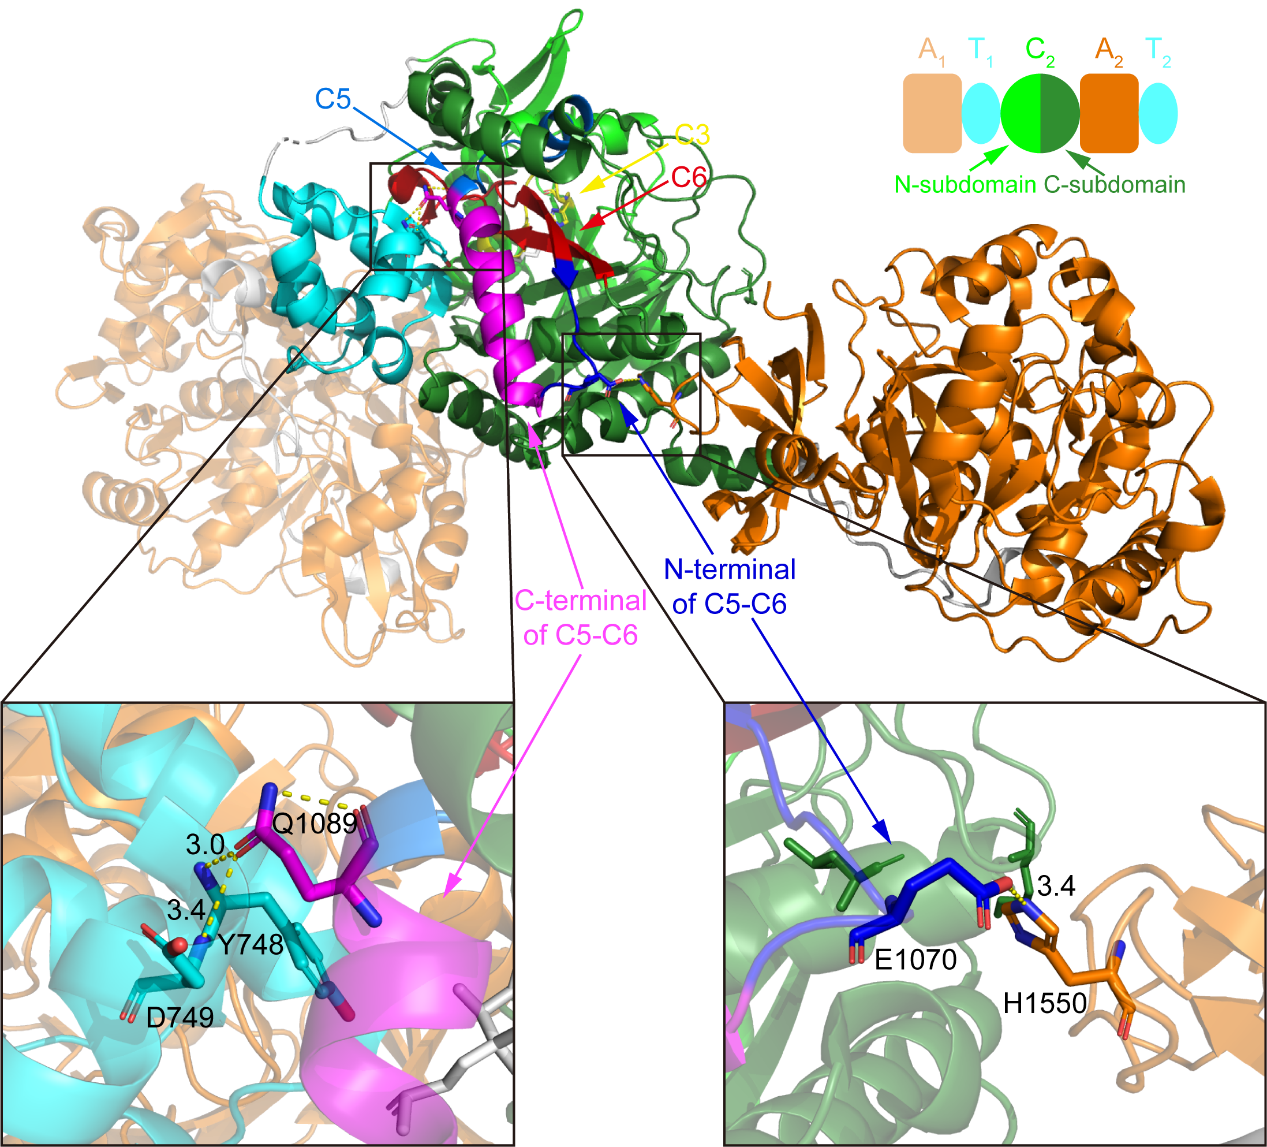 A1 T1 C2 A2 T2
N-subdomain C-subdomain
C5
C3
C6
C-terminal
of C5-C6
N-terminal
of C5-C6
Q1089
3.0
3.4
Y748
D749
3.4
E1070
H1550